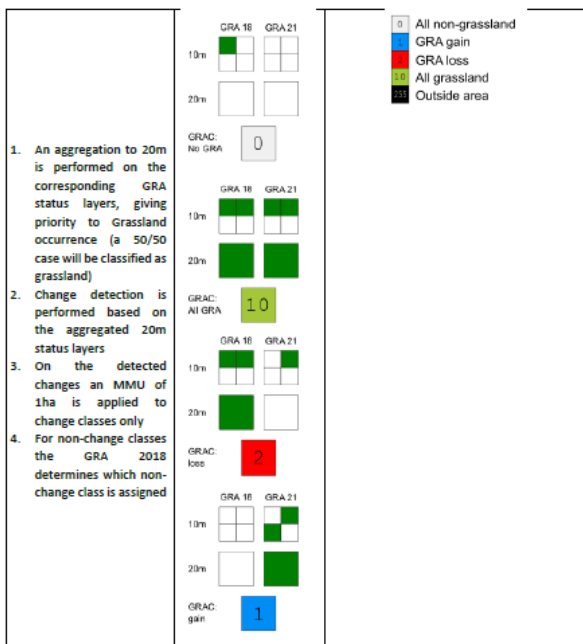 1. An aggregation to 20m
is performed on the
corresponding GRA
status layers, giving
priority to Grassland
occurrence (a 50/50
case will be classified as
grassland)
2. Change detection is
performed based on
the aggregated 20m
status layers
3. On the detected
changes an MMU of
1ha is applied to
change classes only
4. For non-change classes
the GRA 2018
determines which non-
change class is assigned
GRA 18 GRA 21
10m
20m
GRAC:
No GRA
0
GRA 18 GRA 21
10m
20m
GRAC:
All GRA
10
GRA 18 GRA 21
10m
20m
GRAC:
loss
2
GRA 18 GRA 21
10m
20m
GRAC:
gain
1
0 All non-grassland
1 GRA gain
2 GRA loss
10 All grassland
255 Outside area